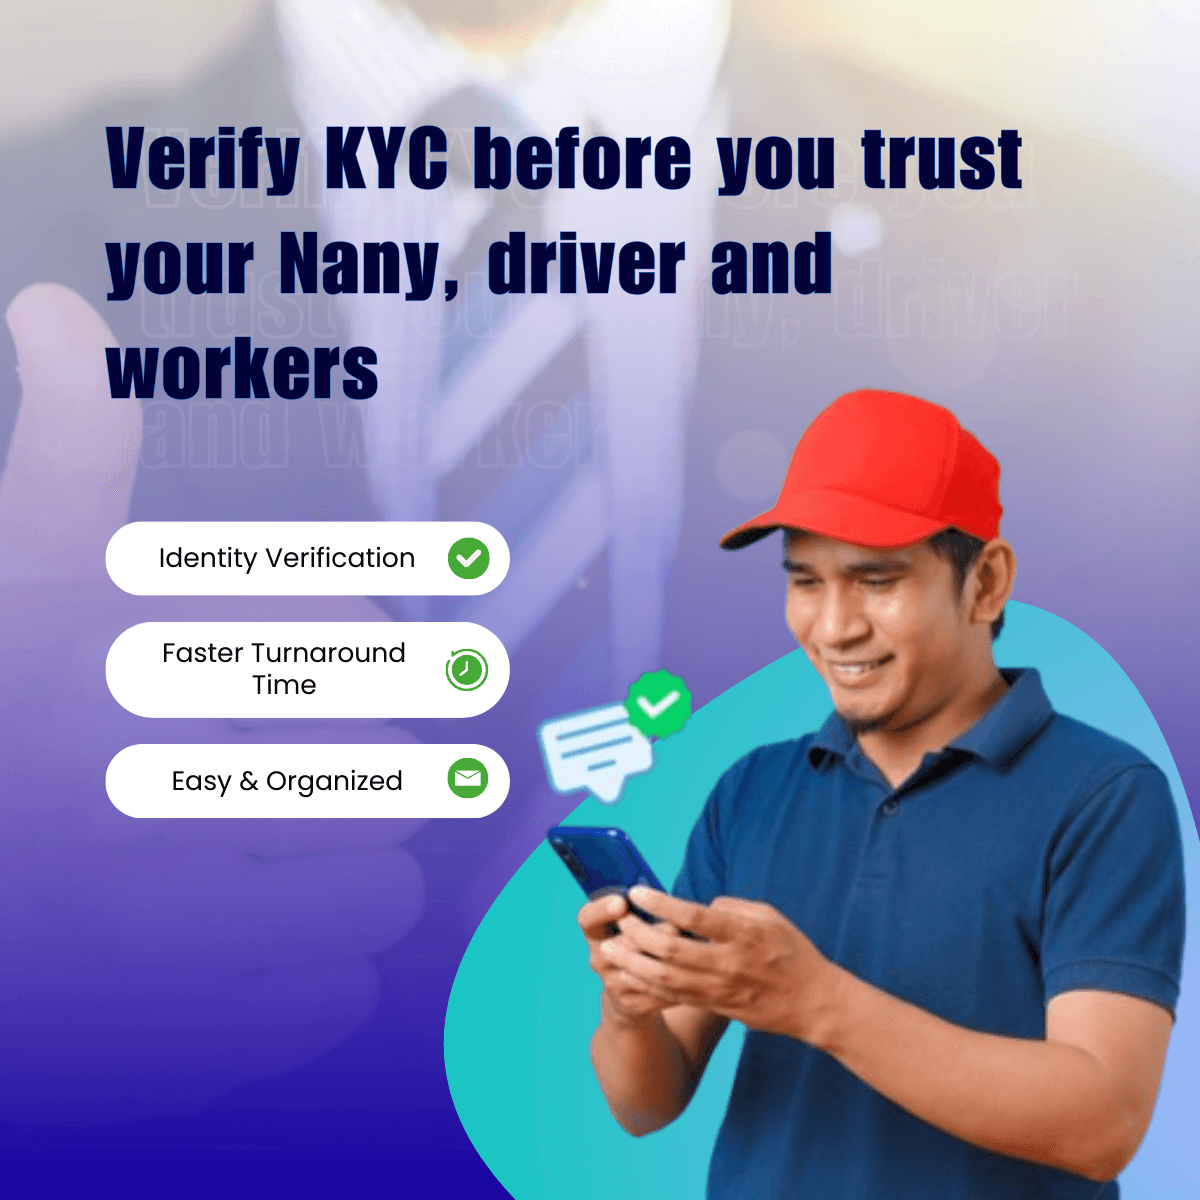 Verify KYC before you trust
your Nany, driver and
workers
Identity Verification
Faster Turnaround
Time
Easy & Organized